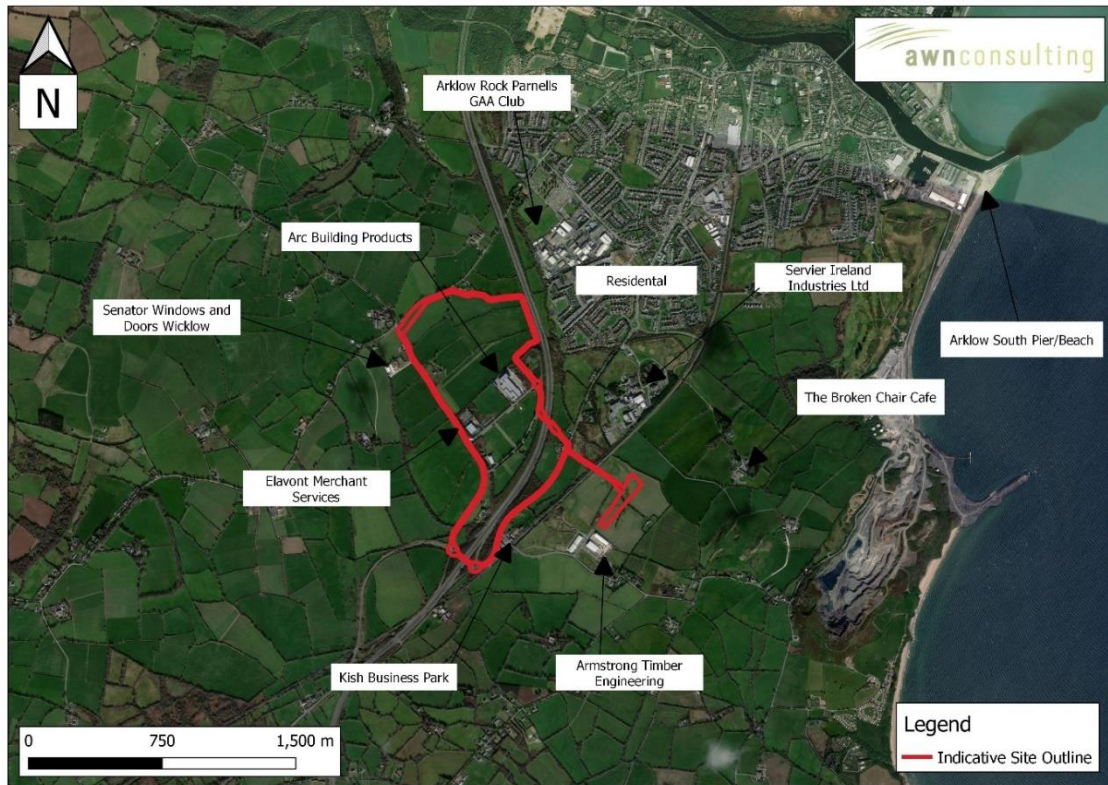 N
awnconsulting
Arklow Rock Parnells
GAA Club
Arc Building Products
Senator Windows and
Doors Wicklow
Residental
Servier Ireland
Industries Ltd
Arklow South Pier/Beach
The Broken Chair Cafe
Elavont Merchant
Services
Kish Business Park
Armstrong Timber
Engineering
0 750 1,500 m
Legend
Indicative Site Outline